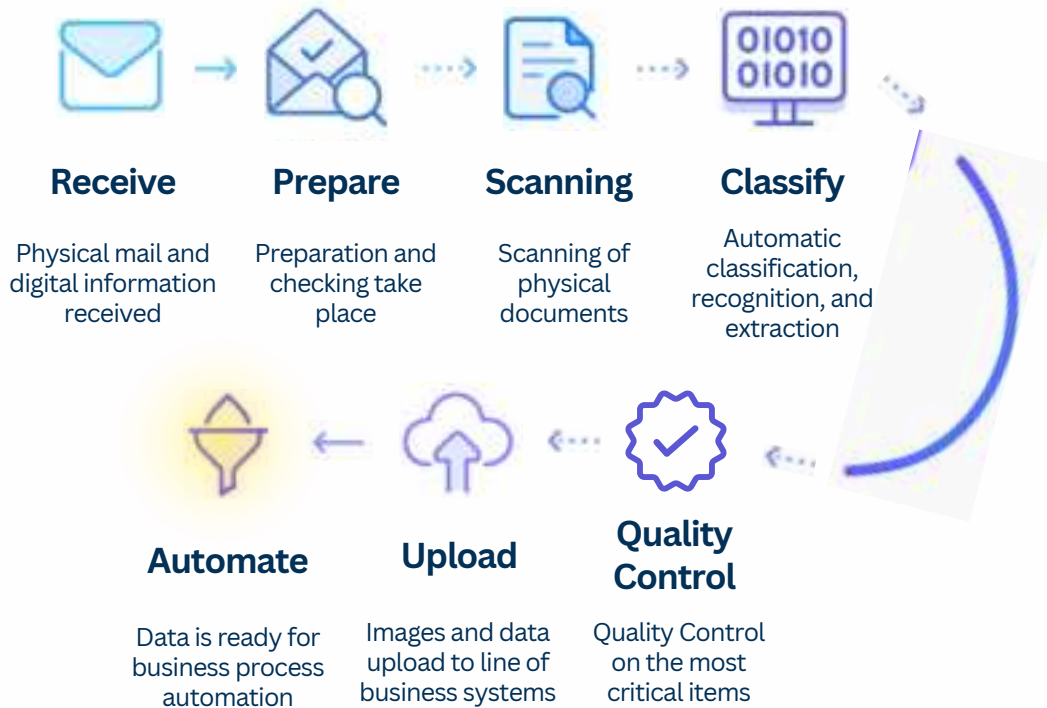 01010
01010
Receive
Prepare
Scanning
Classify
Physical mail and
digital information
received
Preparation and
checking take
place
Scanning of
physical
documents
Automatic
classification,
recognition, and
extraction
Quality
Control
Upload
Automate
Quality Control
on the most
critical items
Images and data
upload to line of
business systems
Data is ready for
business process
automation